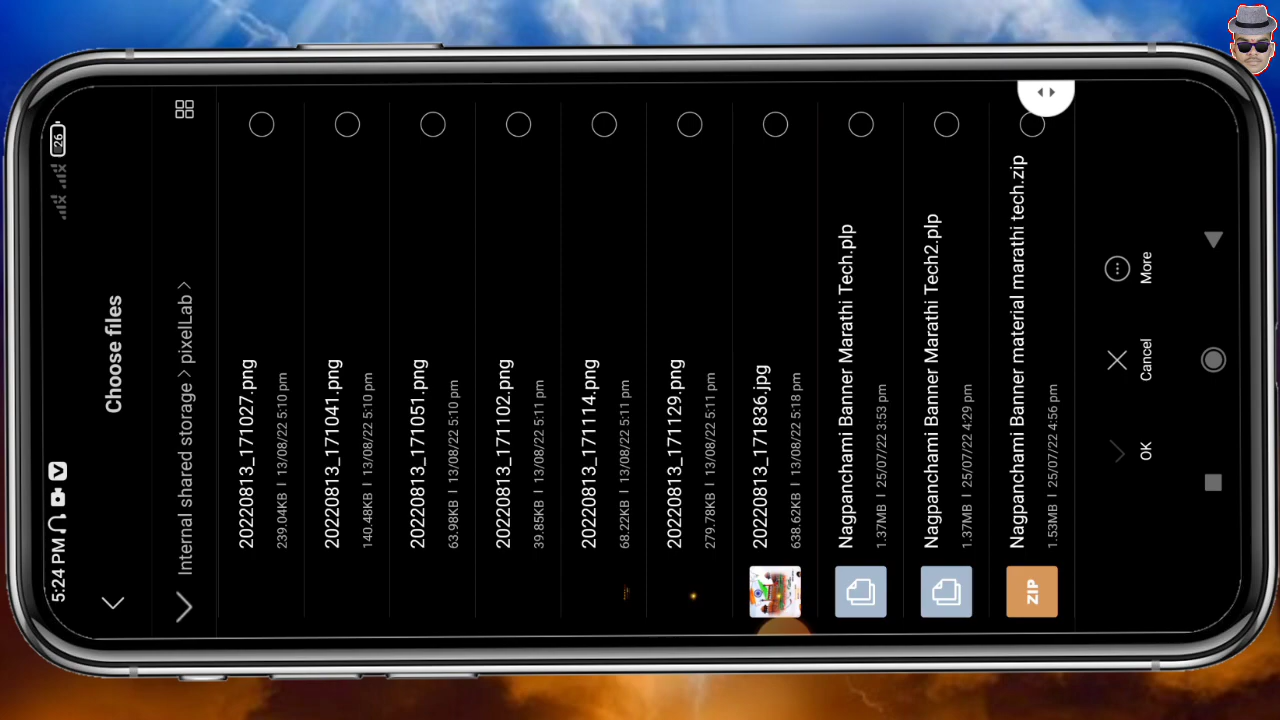 5:24 PM
26
Choose files
Internal shared storage > pixelLab >
20220813_171027.png
239.04KB | 13/08/22 5:10 pm
20220813_171041.png
140.48KB | 13/08/22 5:10 pm
20220813_171051.png
63.98KB | 13/08/22 5:10 pm
20220813_171102.png
39.85KB | 13/08/22 5:11 pm
20220813_171114.png
68.22KB | 13/08/22 5:11 pm
20220813_171129.png
279.78KB | 13/08/22 5:11 pm
20220813_171836.jpg
638.62KB | 13/08/22 5:18 pm
Nagpanchami Banner Marathi Tech.plp
1.37MB | 25/07/22 3:53 pm
Nagpanchami Banner Marathi Tech2.plp
1.37MB | 25/07/22 4:29 pm
ZIP
Nagpanchami Banner material marathi tech.zip
1.53MB | 25/07/22 4:56 pm
OK
Cancel
More